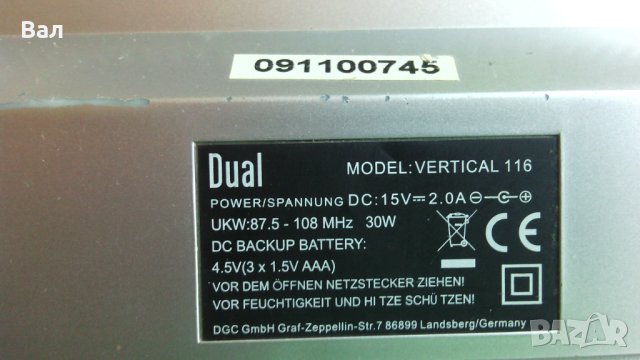 Вал
091100745
Dual MODEL:VERTICAL 116
POWER/SPANNUNG DC:15V⎓2.0A
UKW:87.5 - 108 MHz 30W
DC BACKUP BATTERY:
4.5V(3 x 1.5V AAA)
VOR DEM ÖFFNEN NETZSTECKER ZIEHEN!
VOR FEUCHTIGKEIT UND HI TZE SCHÜ TZEN!
DGC GmbH Graf-Zeppelin-Str.7 86899 Landsberg/Germany
BAZAR